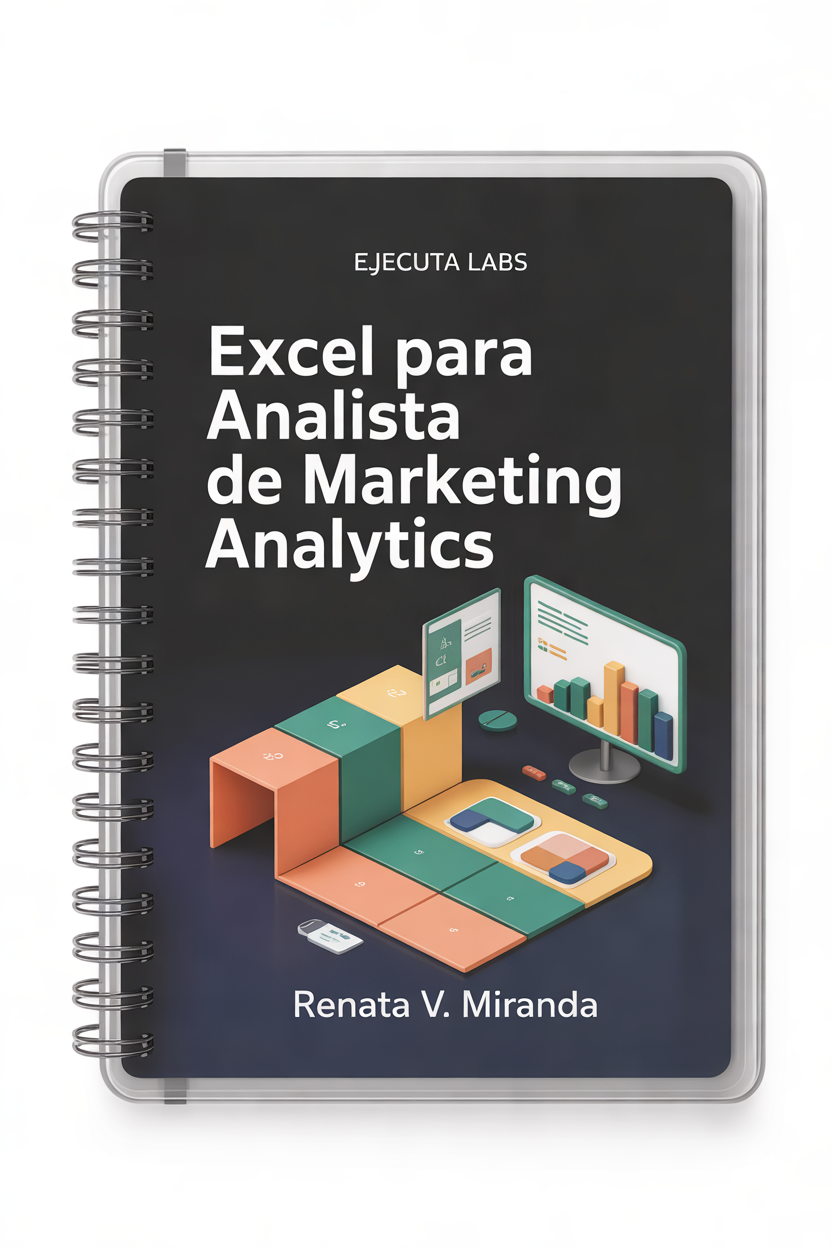 EJECUTA LABS
Excel para
Analista
de Marketing
Analytics
Renata V. Miranda